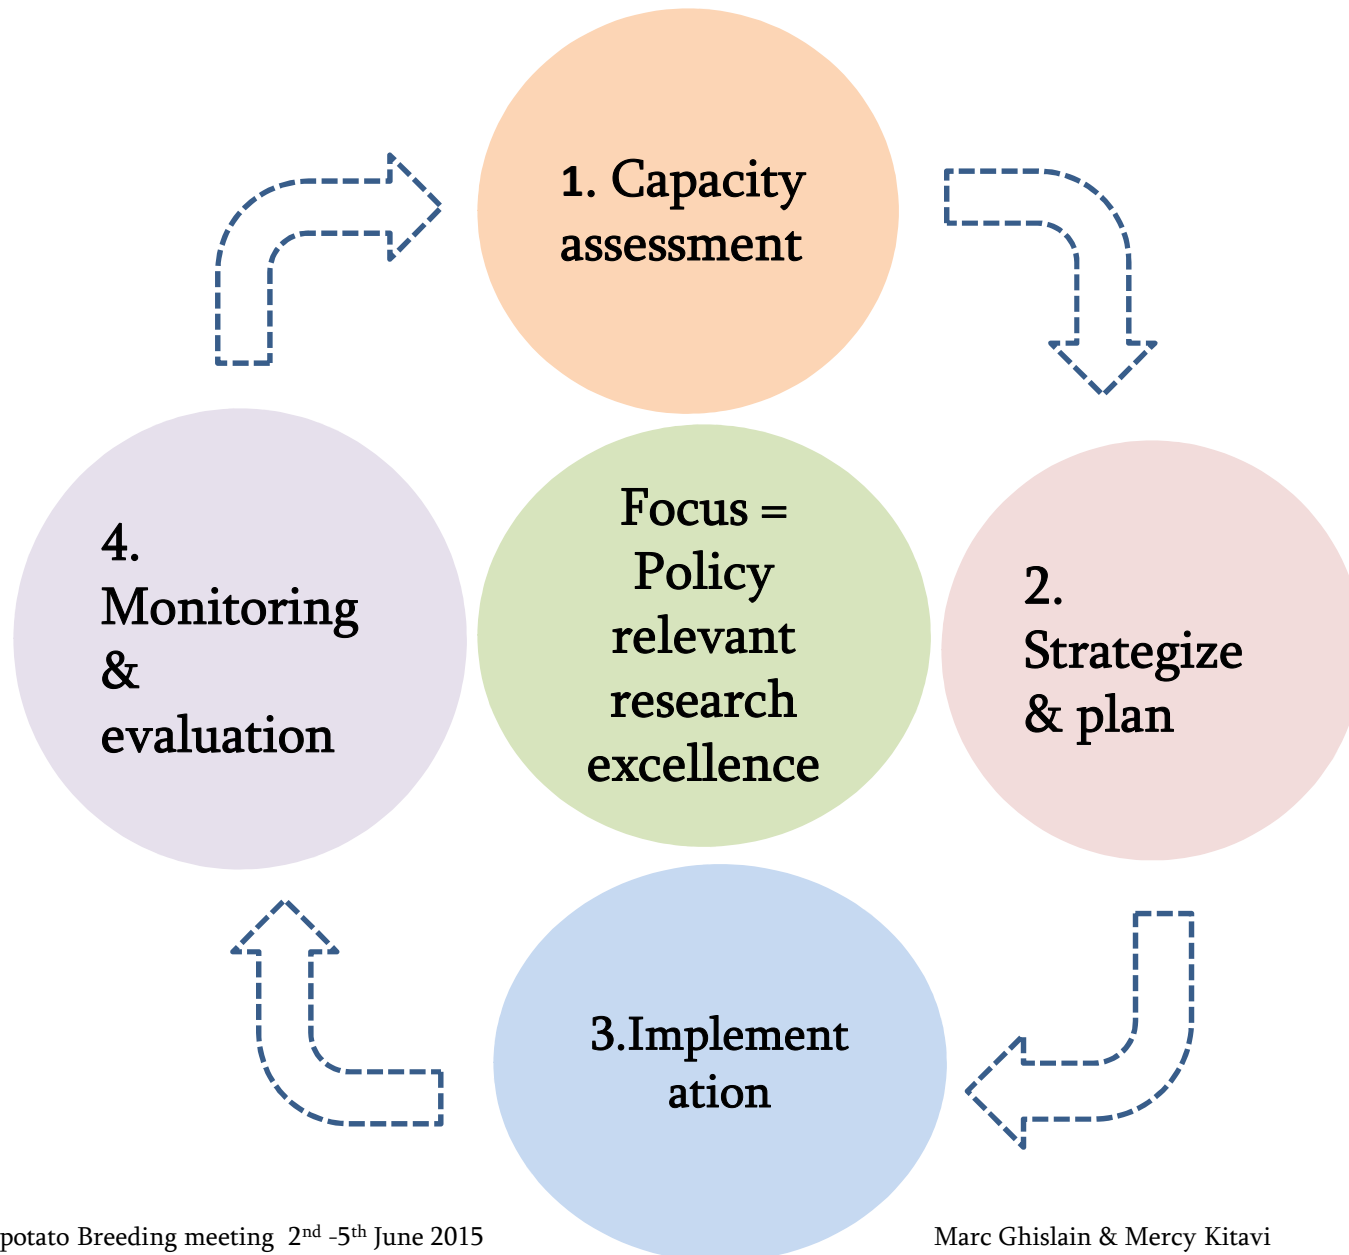 1. Capacity
assessment
Focus =
Policy
relevant
research
excellence
2.
Strategize
& plan
3.Implement
ation
4.
Monitoring
&
evaluation
potato Breeding meeting 2nd -5th June 2015
Marc Ghislain & Mercy Kitavi